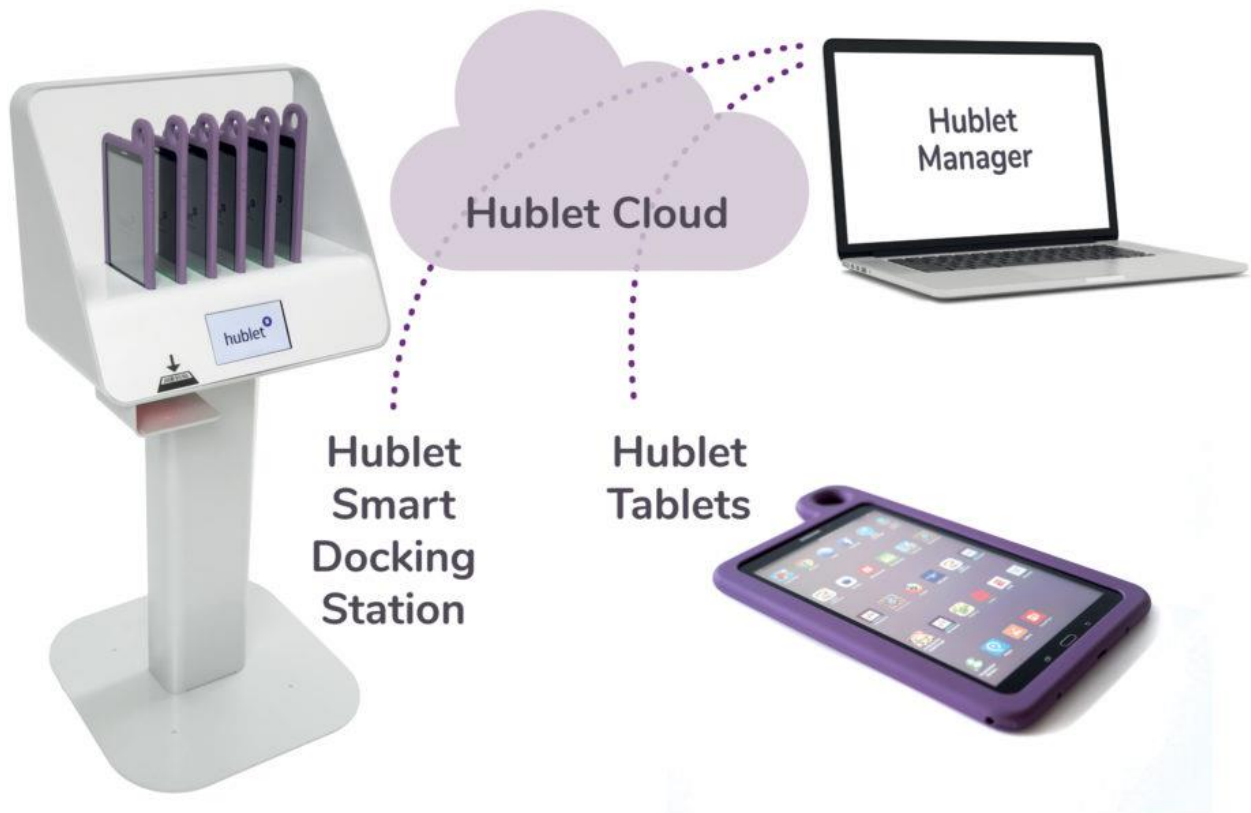 Hublet Cloud
Hublet
Manager
hublet
Hublet
Smart
Docking
Station
Hublet
Tablets